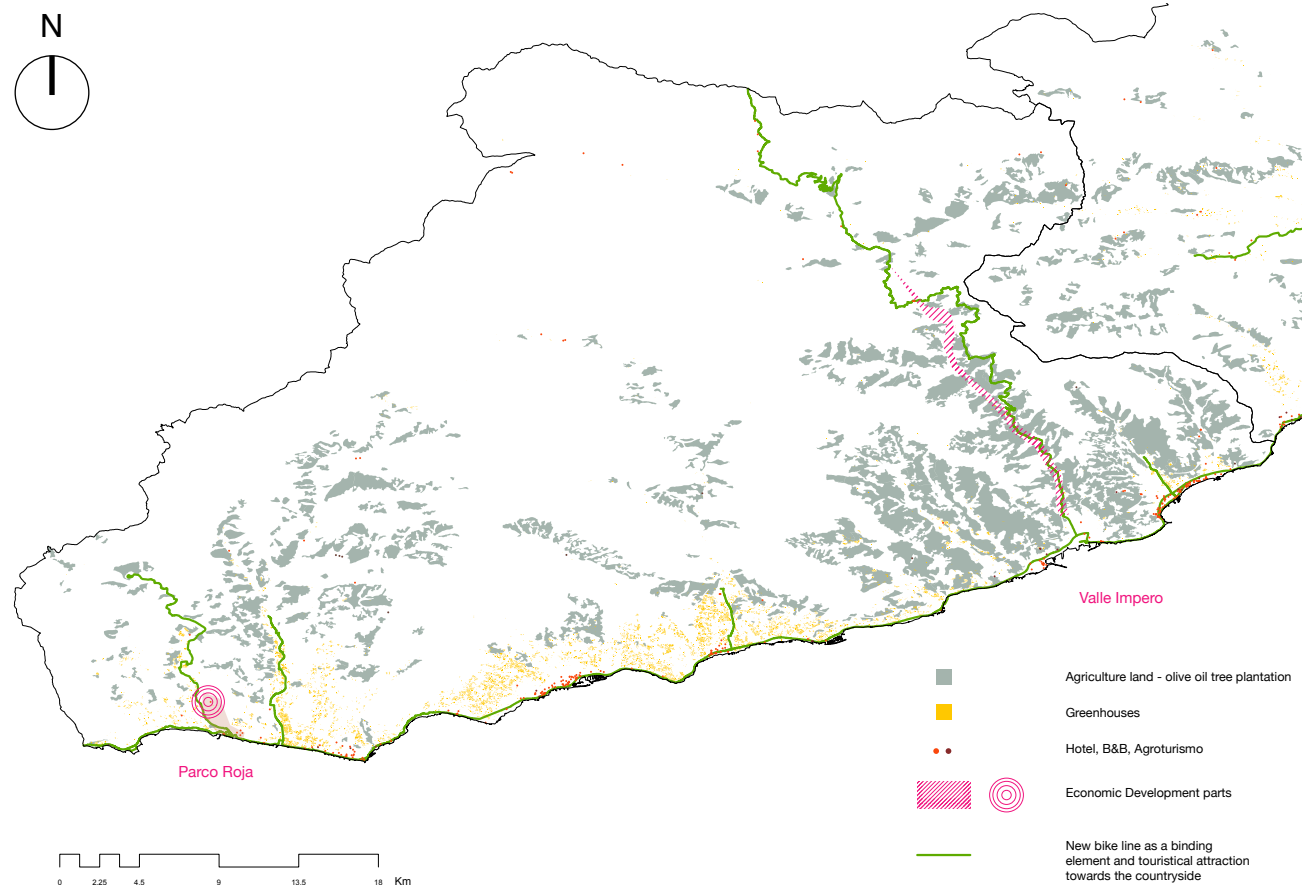 N
Valle Impero
Parco Roja
Agriculture land - olive oil tree plantation
Greenhouses
Hotel, B&B, Agroturismo
Economic Development parts
New bike line as a binding
element and touristical attraction
towards the countryside
0 2.25 4.5 9 13.5 18 Km